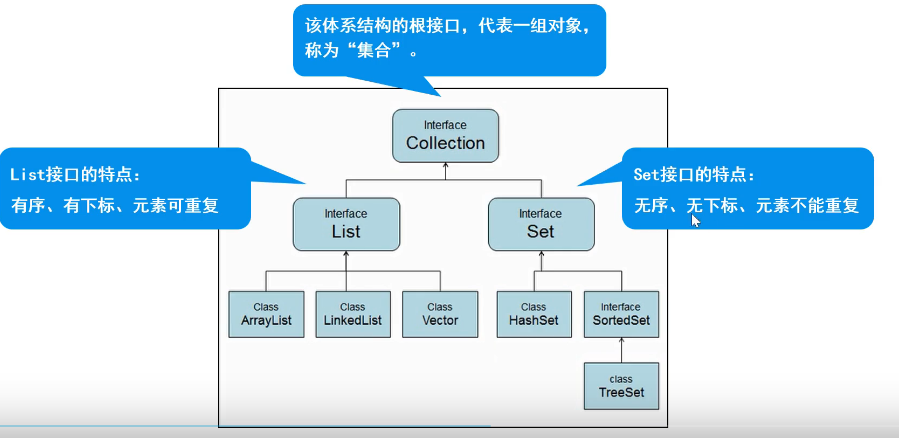 该体系结构的根接口，代表一组对象，
称为“集合”。
Interface
Collection
List接口的特点：
有序、有下标、元素可重复
Set接口的特点：
无序、无下标、元素不能重复
Interface
List
Interface
Set
Class
ArrayList
Class
LinkedList
Class
Vector
Class
HashSet
Interface
SortedSet
class
TreeSet